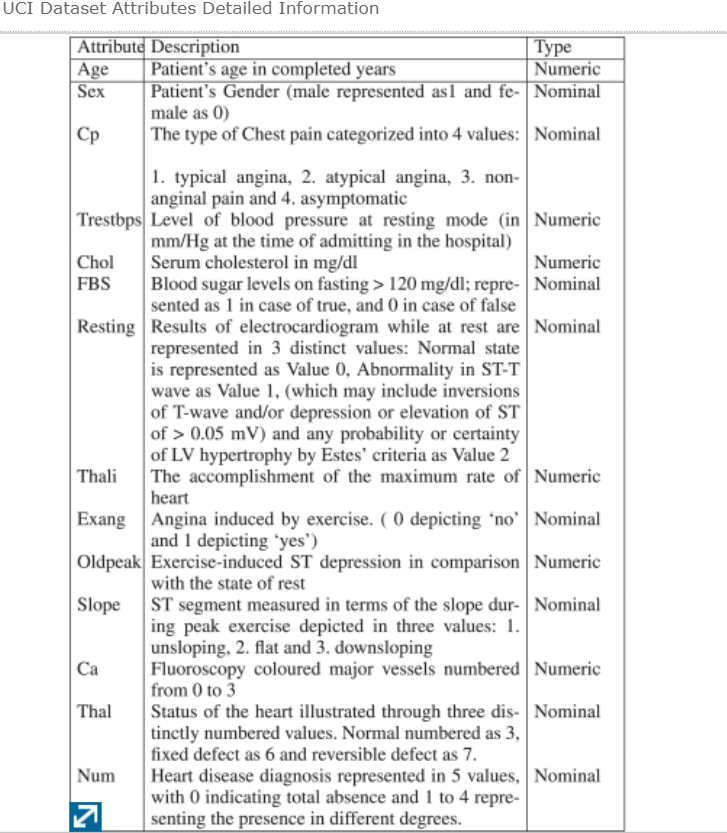 UCI Dataset Attributes Detailed Information
Attribute Description Type
Age Patient's age in completed years Numeric
Sex Patient's Gender (male represented as1 and fe- Nominal
male as 0)
Cp The type of Chest pain categorized into 4 values: Nominal
1. typical angina, 2. atypical angina, 3. non-
anginal pain and 4. asymptomatic
Trestbps Level of blood pressure at resting mode (in Numeric
mm/Hg at the time of admitting in the hospital)
Chol Serum cholesterol in mg/dl Numeric
FBS Blood sugar levels on fasting > 120 mg/dl; repre- Nominal
sented as 1 in case of true, and 0 in case of false
Resting Results of electrocardiogram while at rest are Nominal
represented in 3 distinct values: Normal state
is represented as Value 0, Abnormality in ST-T
wave as Value 1, (which may include inversions
of T-wave and/or depression or elevation of ST
of > 0.05 mV) and any probability or certainty
of LV hypertrophy by Estes' criteria as Value 2
Thali The accomplishment of the maximum rate of Numeric
heart
Exang Angina induced by exercise. ( 0 depicting 'no' Nominal
and 1 depicting 'yes')
Oldpeak Exercise-induced ST depression in comparison Numeric
with the state of rest
Slope ST segment measured in terms of the slope dur- Nominal
ing peak exercise depicted in three values: 1.
unsloping, 2. flat and 3. downsloping
Ca Fluoroscopy coloured major vessels numbered Numeric
from 0 to 3
Thal Status of the heart illustrated through three dis- Nominal
tinctly numbered values. Normal numbered as 3,
fixed defect as 6 and reversible defect as 7.
Num Heart disease diagnosis represented in 5 values, Nominal
with 0 indicating total absence and 1 to 4 repre-
senting the presence in different degrees.